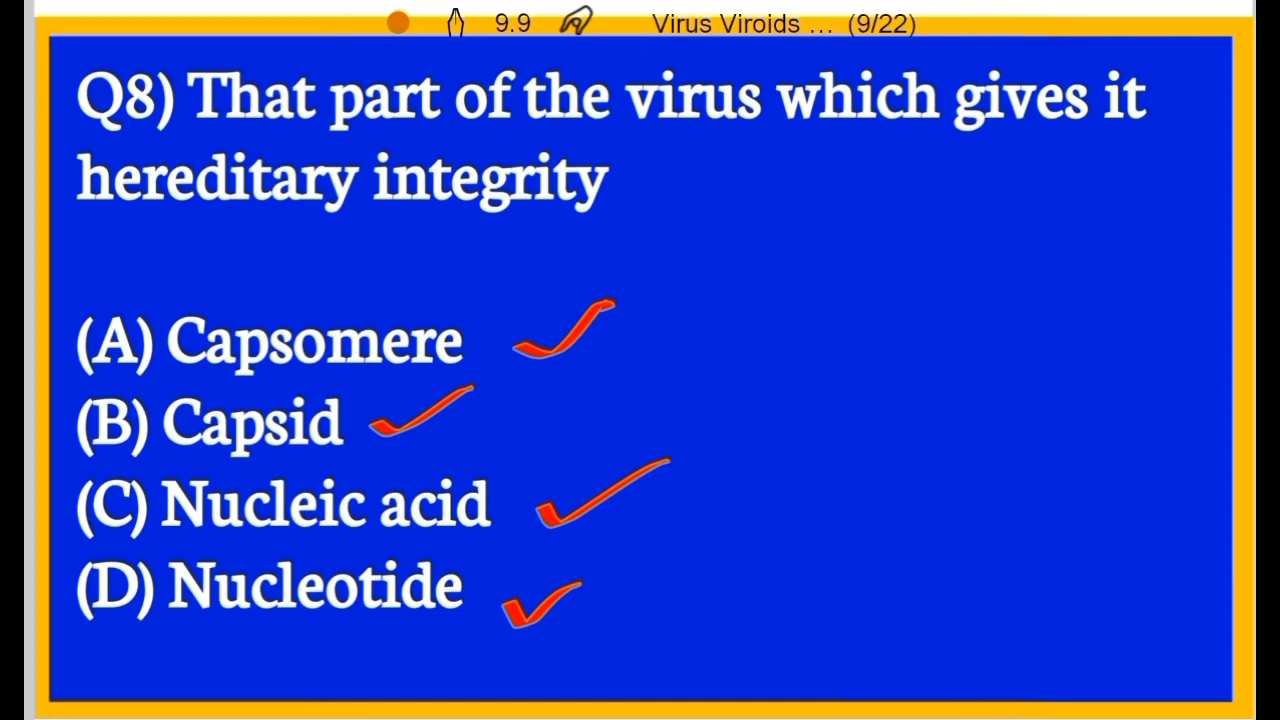 9.9 Virus Viroids ... (9/22)
Q8) That part of the virus which gives it
hereditary integrity
(A) Capsomere
(B) Capsid
(C) Nucleic acid
(D) Nucleotide